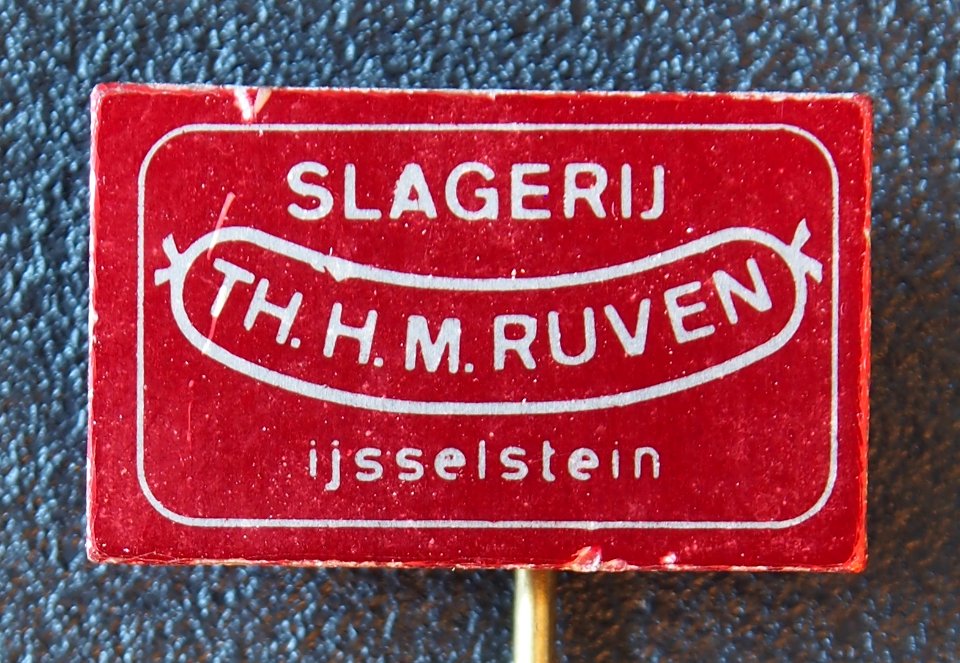 SLAGERIJ
TH. H. M. RUVEN
ijsselstein